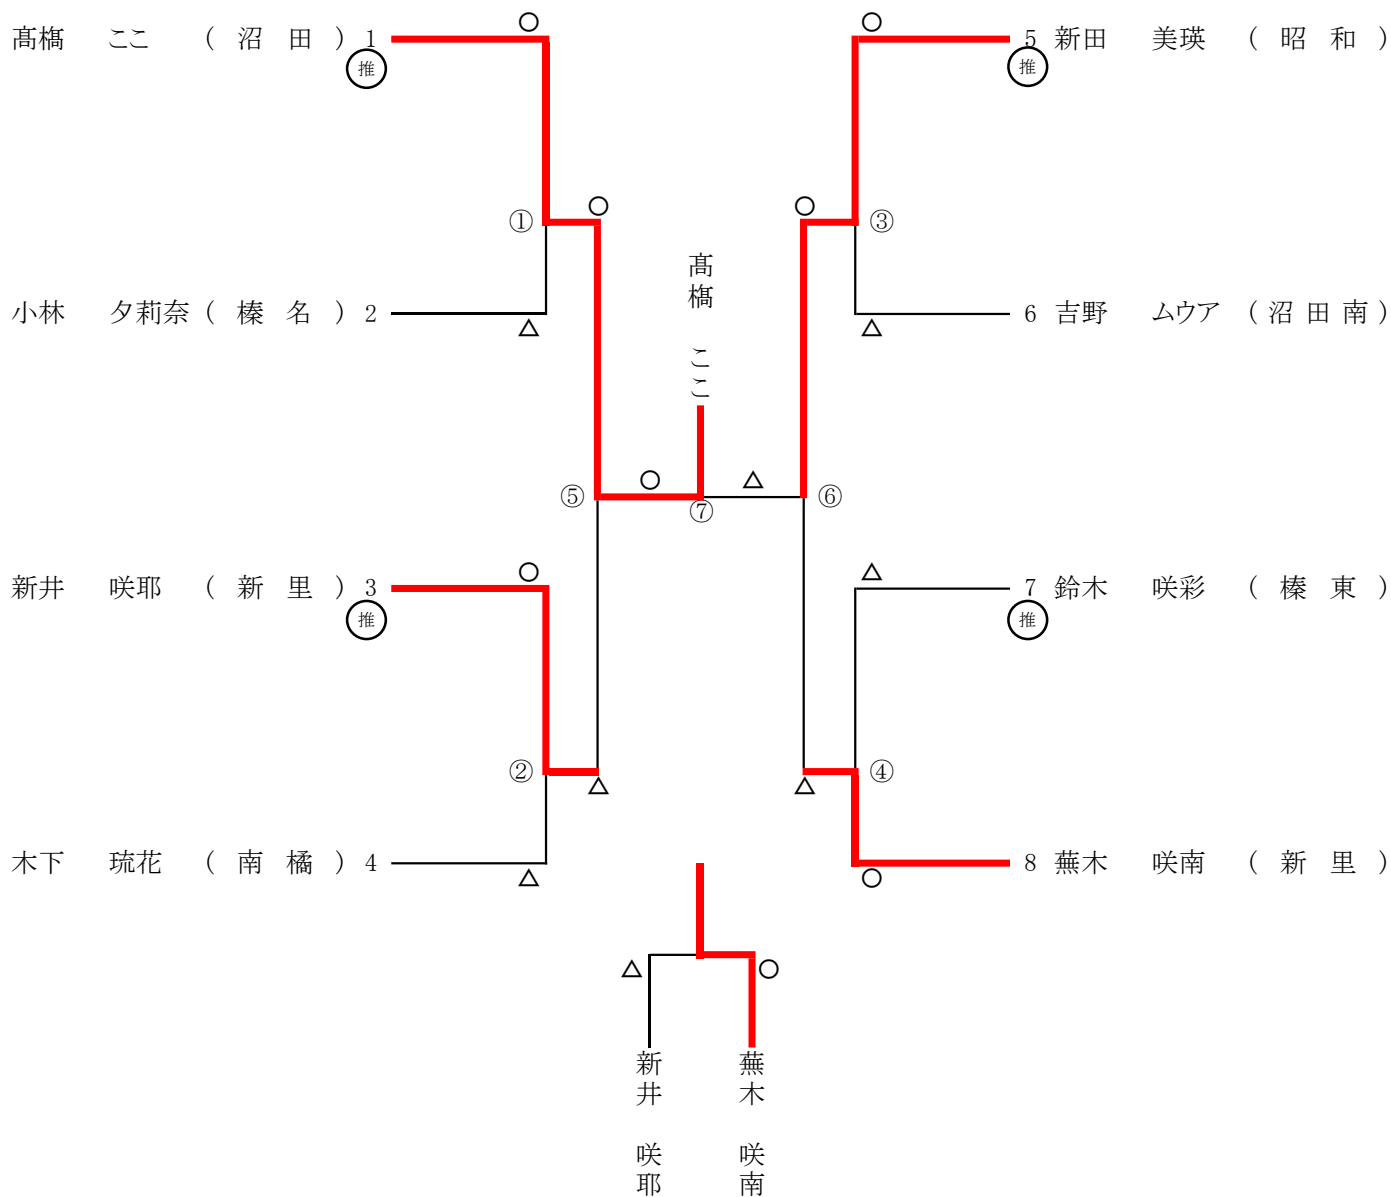 髙槗 ここ ( 沼 田 ) 1
推
小林 夕莉奈 ( 榛 名 ) 2
新井 咲耶 ( 新 里 ) 3
推
木下 琉花 ( 南 橘 ) 4
5 新田 美瑛 ( 昭 和 )
推
6 吉野 ムウア ( 沼 田 南 )
7 鈴木 咲彩 ( 榛 東 )
推
8 蕪木 咲南 ( 新 里 )
①
②
③
④
⑤
⑥
⑦
髙槗 ここ
新井 咲耶
蕪木 咲南